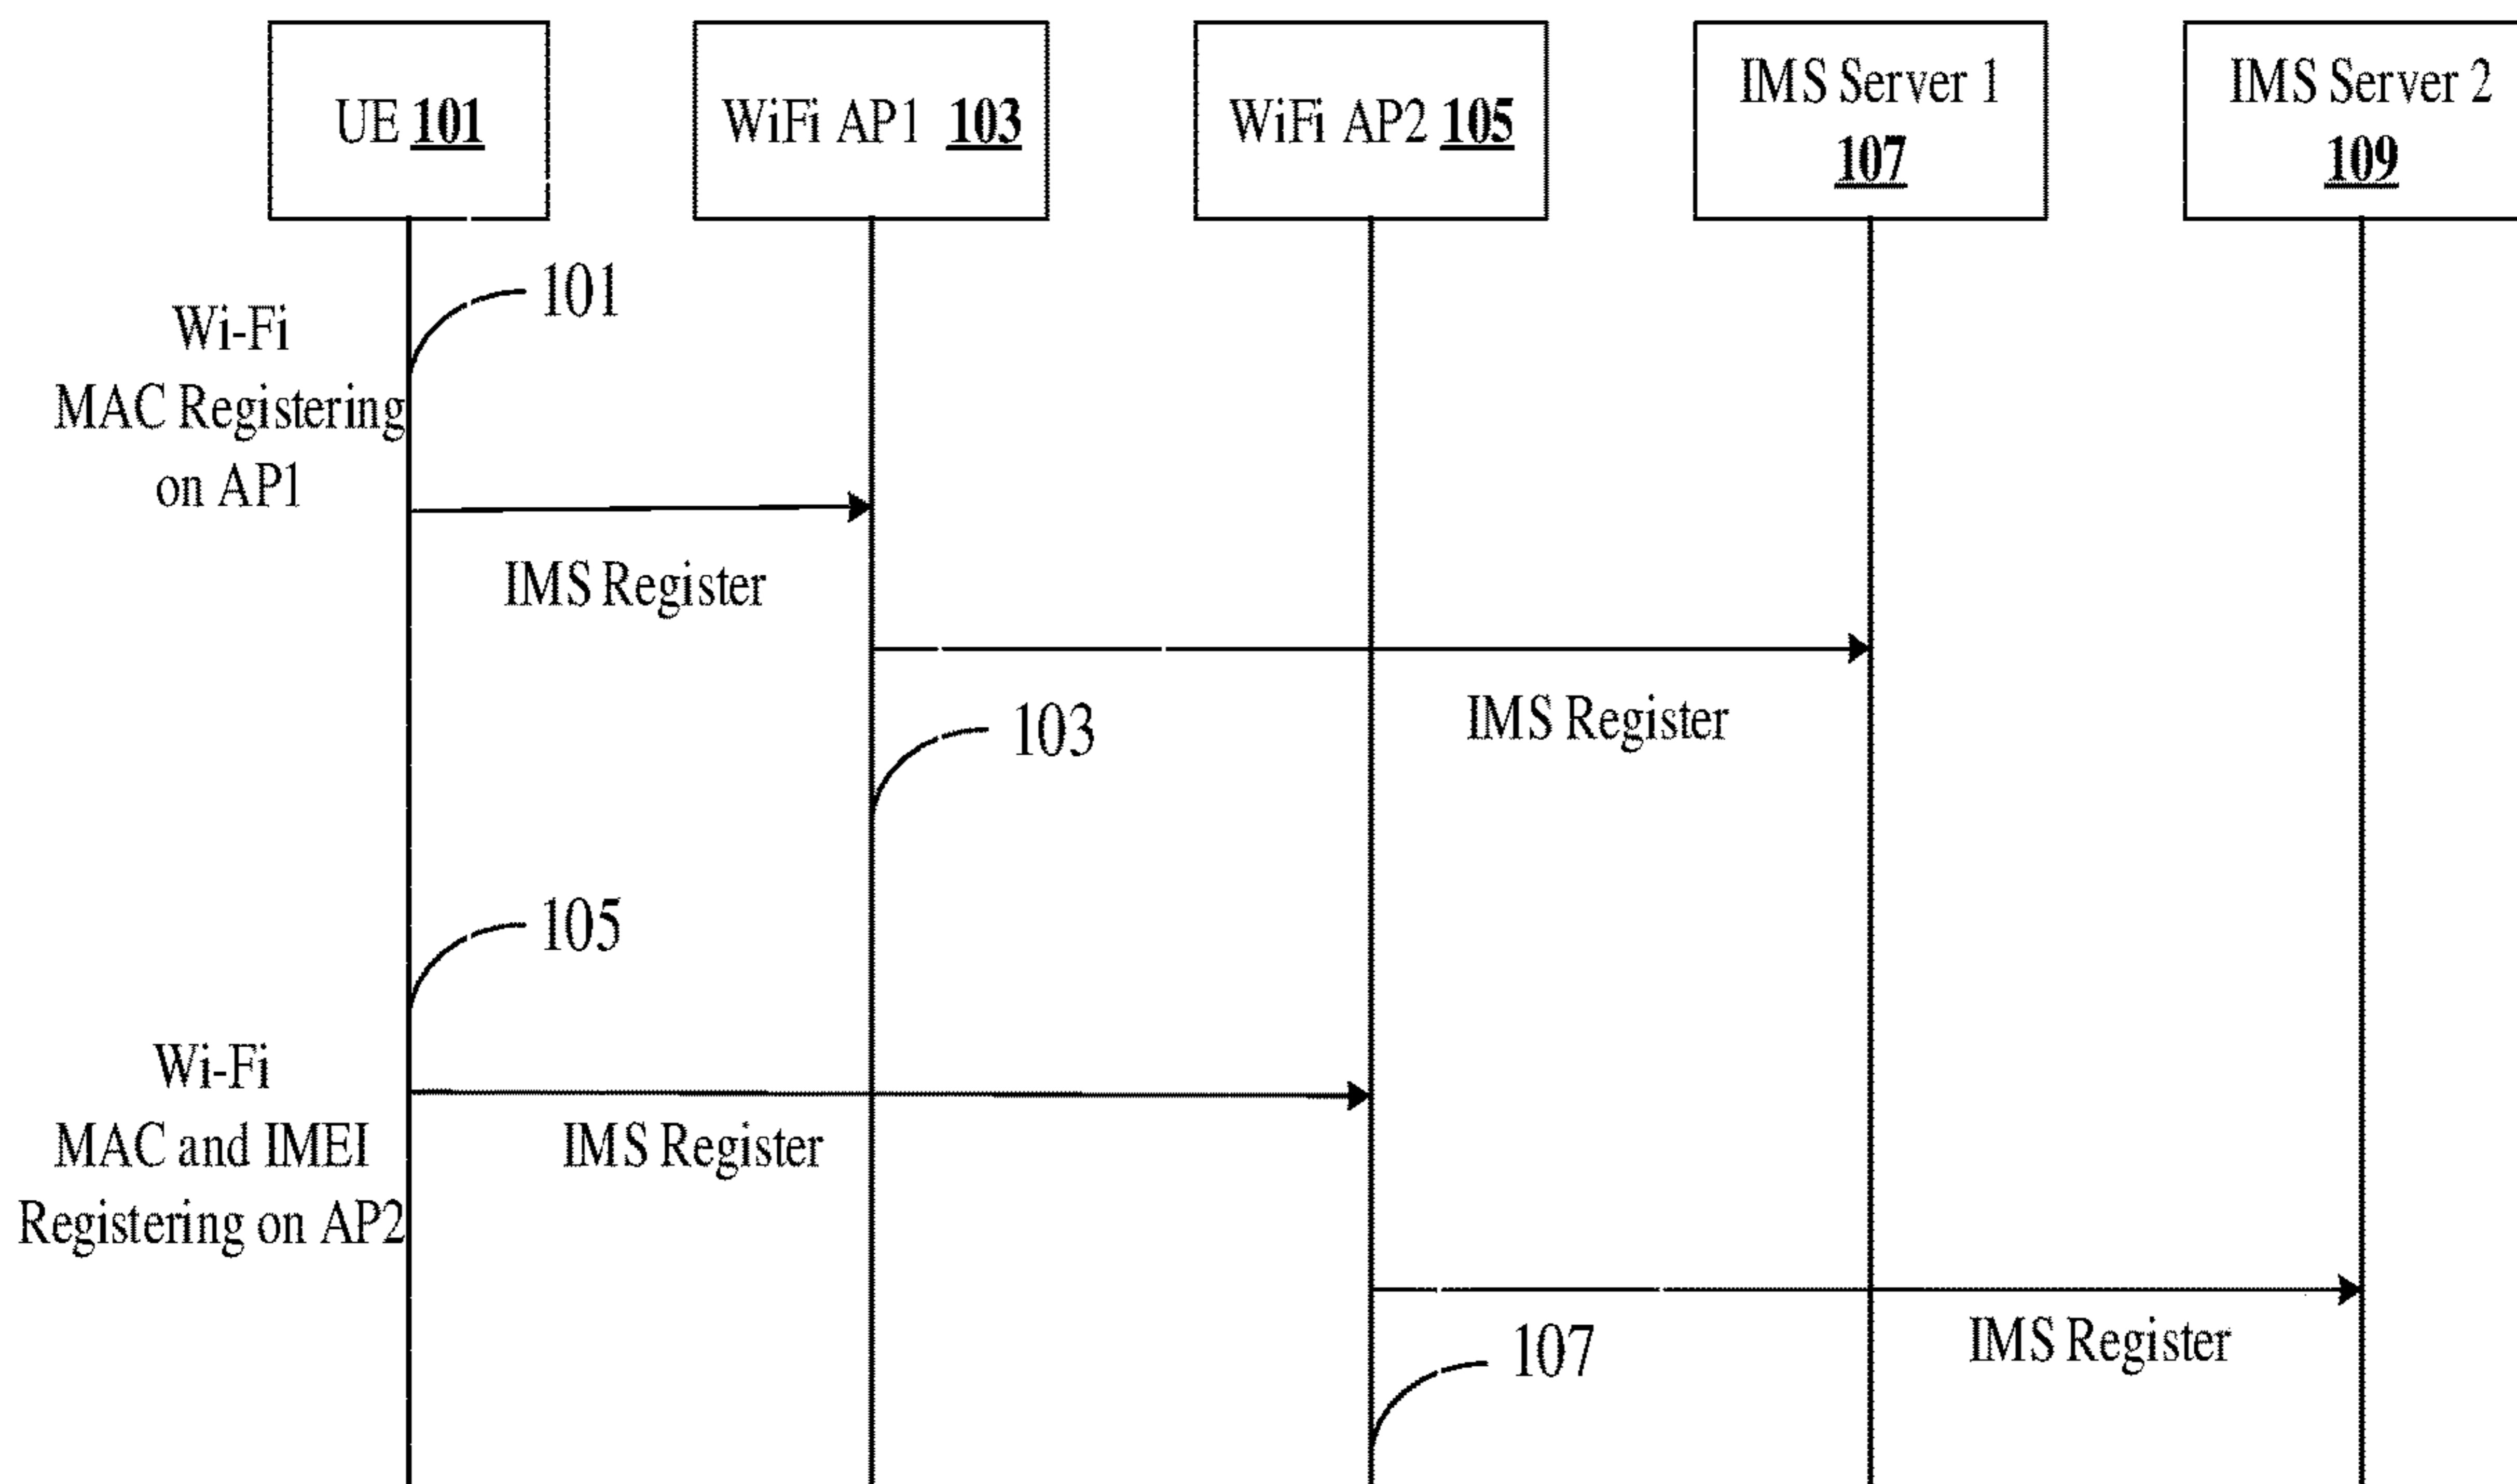 UE 101
WiFi AP1 103
WiFi AP2 105
IMS Server 1
107
IMS Server 2
109
101
Wi-Fi
MAC Registering
on AP1
IMS Register
IMS Register
103
105
Wi-Fi
MAC and IMEI
Registering on AP2
IMS Register
IMS Register
107